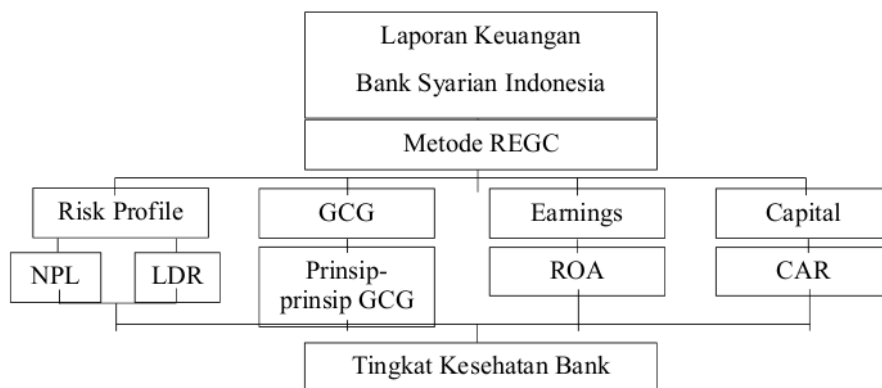 Laporan Keuangan
Bank Syarian Indonesia
Metode REGC
Risk Profile
GCG
Earnings
Capital
NPL
LDR
Prinsip-
prinsip GCG
ROA
CAR
Tingkat Kesehatan Bank